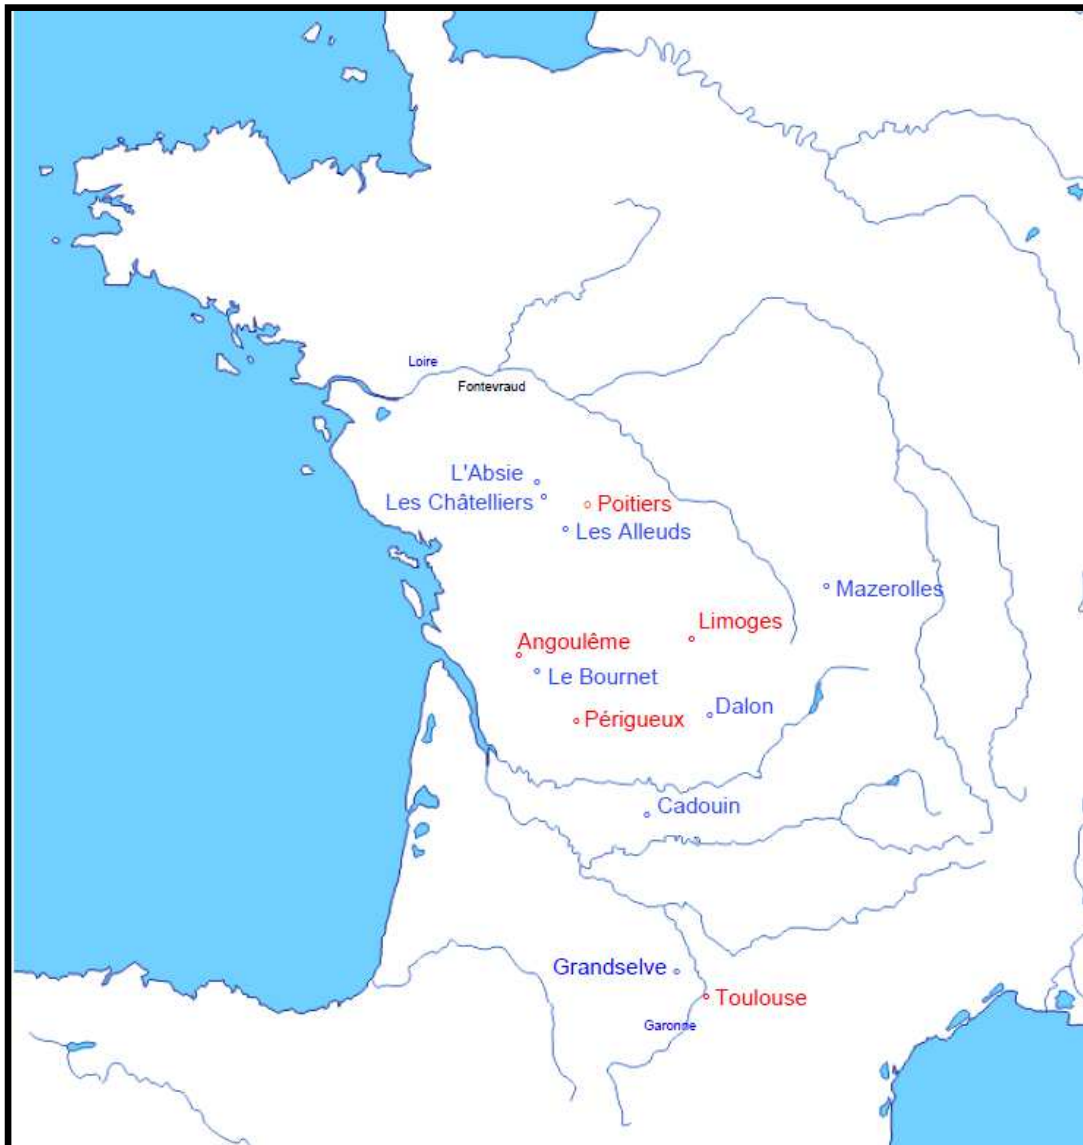 Loire
Fontevraud
L'Absie
Les Châtelliers
Poitiers
Les Alleuds
Mazerolles
Limoges
Angoulême
Le Bournet
Dalon
Périgueux
Cadouin
Grandselve
Toulouse
Garonne